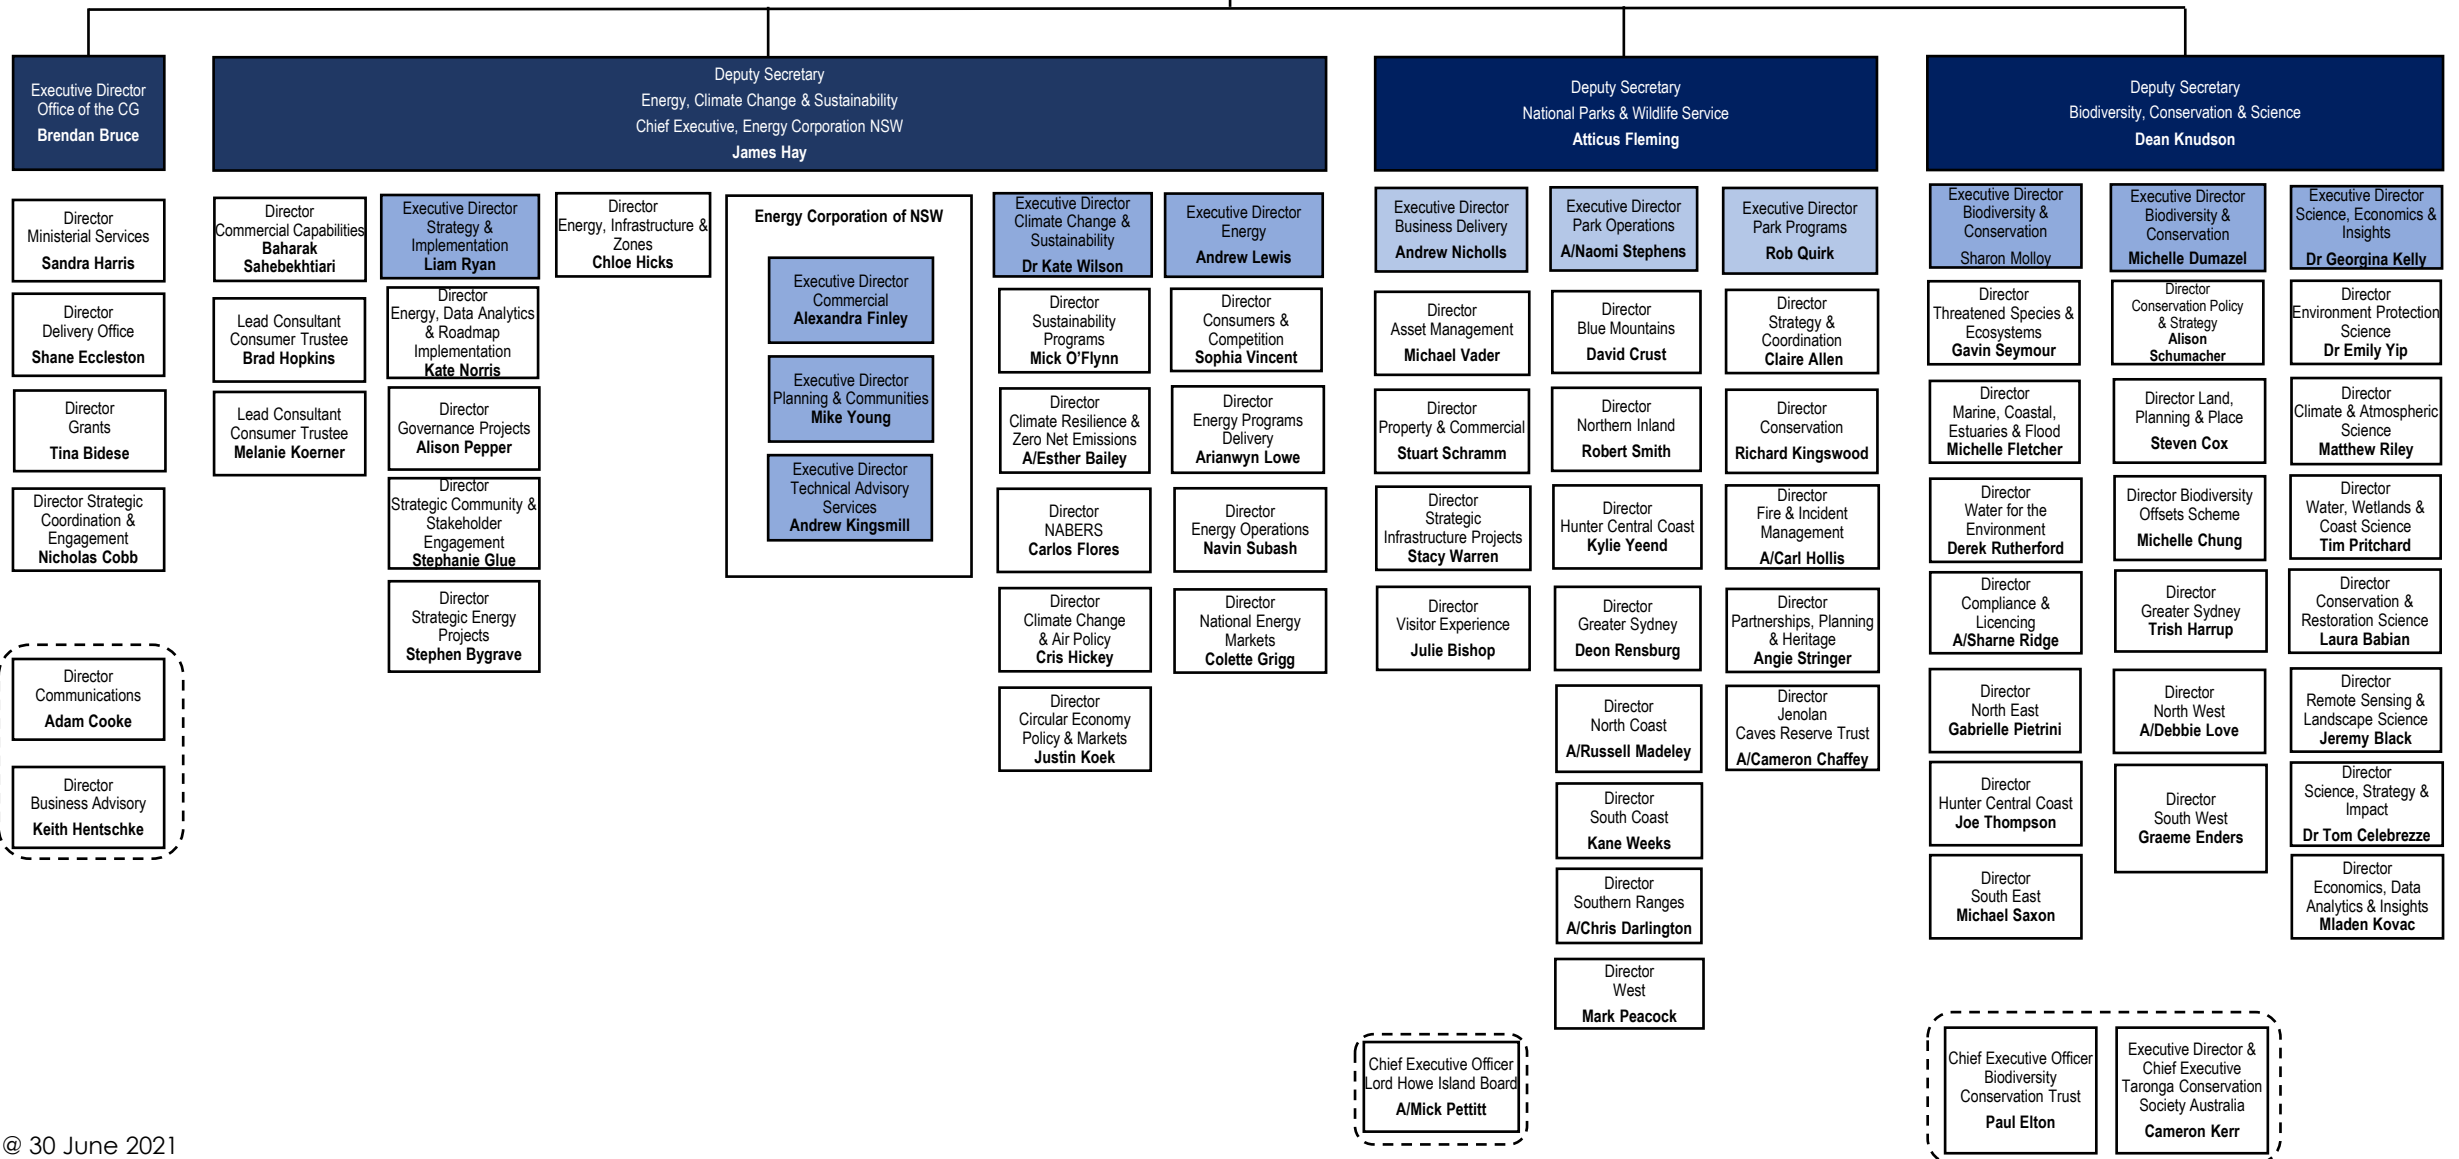 Executive Director
Office of the CG
Brendan Bruce
Director
Ministerial Services
Sandra Harris
Director
Delivery Office
Shane Eccleston
Director
Grants
Tina Bidese
Director Strategic
Coordination &
Engagement
Nicholas Cobb
Director
Communications
Adam Cooke
Director
Business Advisory
Keith Hentschke
Deputy Secretary
Energy, Climate Change & Sustainability
Chief Executive, Energy Corporation NSW
James Hay
Director
Commercial Capabilities
Baharak
Sahebekhtiari
Lead Consultant
Consumer Trustee
Brad Hopkins
Lead Consultant
Consumer Trustee
Melanie Koerner
Executive Director
Strategy &
Implementation
Liam Ryan
Director
Energy, Data Analytics
& Roadmap
Implementation
Kate Norris
Director
Governance Projects
Alison Pepper
Director
Strategic Community &
Stakeholder
Engagement
Stephanie Glue
Director
Strategic Energy
Projects
Stephen Bygrave
Director
Energy, Infrastructure &
Zones
Chloe Hicks
Energy Corporation of NSW
Executive Director
Commercial
Alexandra Finley
Executive Director
Planning & Communities
Mike Young
Executive Director
Technical Advisory
Services
Andrew Kingsmill
Executive Director
Climate Change &
Sustainability
Dr Kate Wilson
Director
Sustainability
Programs
Mick O’Flynn
Director
Climate Resilience &
Zero Net Emissions
A/Esther Bailey
Director
NABERS
Carlos Flores
Director
Climate Change
& Air Policy
Cris Hickey
Director
Circular Economy
Policy & Markets
Justin Koek
Executive Director
Energy
Andrew Lewis
Director
Consumers &
Competition
Sophia Vincent
Director
Energy Programs
Delivery
Arianwyn Lowe
Director
Energy Operations
Navin Subash
Director
National Energy
Markets
Colette Grigg
Deputy Secretary
National Parks & Wildlife Service
Atticus Fleming
Executive Director
Business Delivery
Andrew Nicholls
Director
Asset Management
Michael Vader
Director
Property & Commercial
Stuart Schramm
Director
Strategic
Infrastructure Projects
Stacy Warren
Director
Visitor Experience
Julie Bishop
Executive Director
Park Operations
A/Naomi Stephens
Director
Blue Mountains
David Crust
Director
Northern Inland
Robert Smith
Director
Hunter Central Coast
Kylie Yeend
Director
Greater Sydney
Deon Rensburg
Director
North Coast
A/Russell Madeley
Director
South Coast
Kane Weeks
Director
Southern Ranges
A/Chris Darlington
Director
West
Mark Peacock
Executive Director
Park Programs
Rob Quirk
Director
Strategy &
Coordination
Claire Allen
Director
Conservation
Richard Kingswood
Director
Fire & Incident
Management
A/Carl Hollis
Director
Partnerships, Planning
& Heritage
Angie Stringer
Director
Jenolan
Caves Reserve Trust
A/Cameron Chaffey
Chief Executive Officer
Lord Howe Island Board
A/Mick Pettitt
Deputy Secretary
Biodiversity, Conservation & Science
Dean Knudson
Executive Director
Biodiversity &
Conservation
Sharon Molloy
Director
Threatened Species &
Ecosystems
Gavin Seymour
Director
Marine, Coastal,
Estuaries & Flood
Michelle Fletcher
Director
Water for the
Environment
Derek Rutherford
Director
Compliance &
Licencing
A/Sharne Ridge
Director
North East
Gabrielle Pietrini
Director
Hunter Central Coast
Joe Thompson
Director
South East
Michael Saxon
Executive Director
Biodiversity &
Conservation
Michelle Dumazel
Director
Conservation Policy
& Strategy
Alison
Schumacher
Director Land,
Planning & Place
Steven Cox
Director Biodiversity
Offsets Scheme
Michelle Chung
Director
Greater Sydney
Trish Harrup
Director
North West
A/Debbie Love
Director
South West
Graeme Enders
Executive Director
Science, Economics &
Insights
Dr Georgina Kelly
Director
Environment Protection
Science
Dr Emily Yip
Director
Climate & Atmospheric
Science
Matthew Riley
Director
Water, Wetlands &
Coast Science
Tim Pritchard
Director
Conservation &
Restoration Science
Laura Babian
Director
Remote Sensing &
Landscape Science
Jeremy Black
Director
Science, Strategy &
Impact
Dr Tom Celebrezze
Director
Economics, Data
Analytics & Insights
Mladen Kovac
Chief Executive Officer
Biodiversity
Conservation Trust
Paul Elton
Executive Director &
Chief Executive
Taronga Conservation
Society Australia
Cameron Kerr
@ 30 June 2021